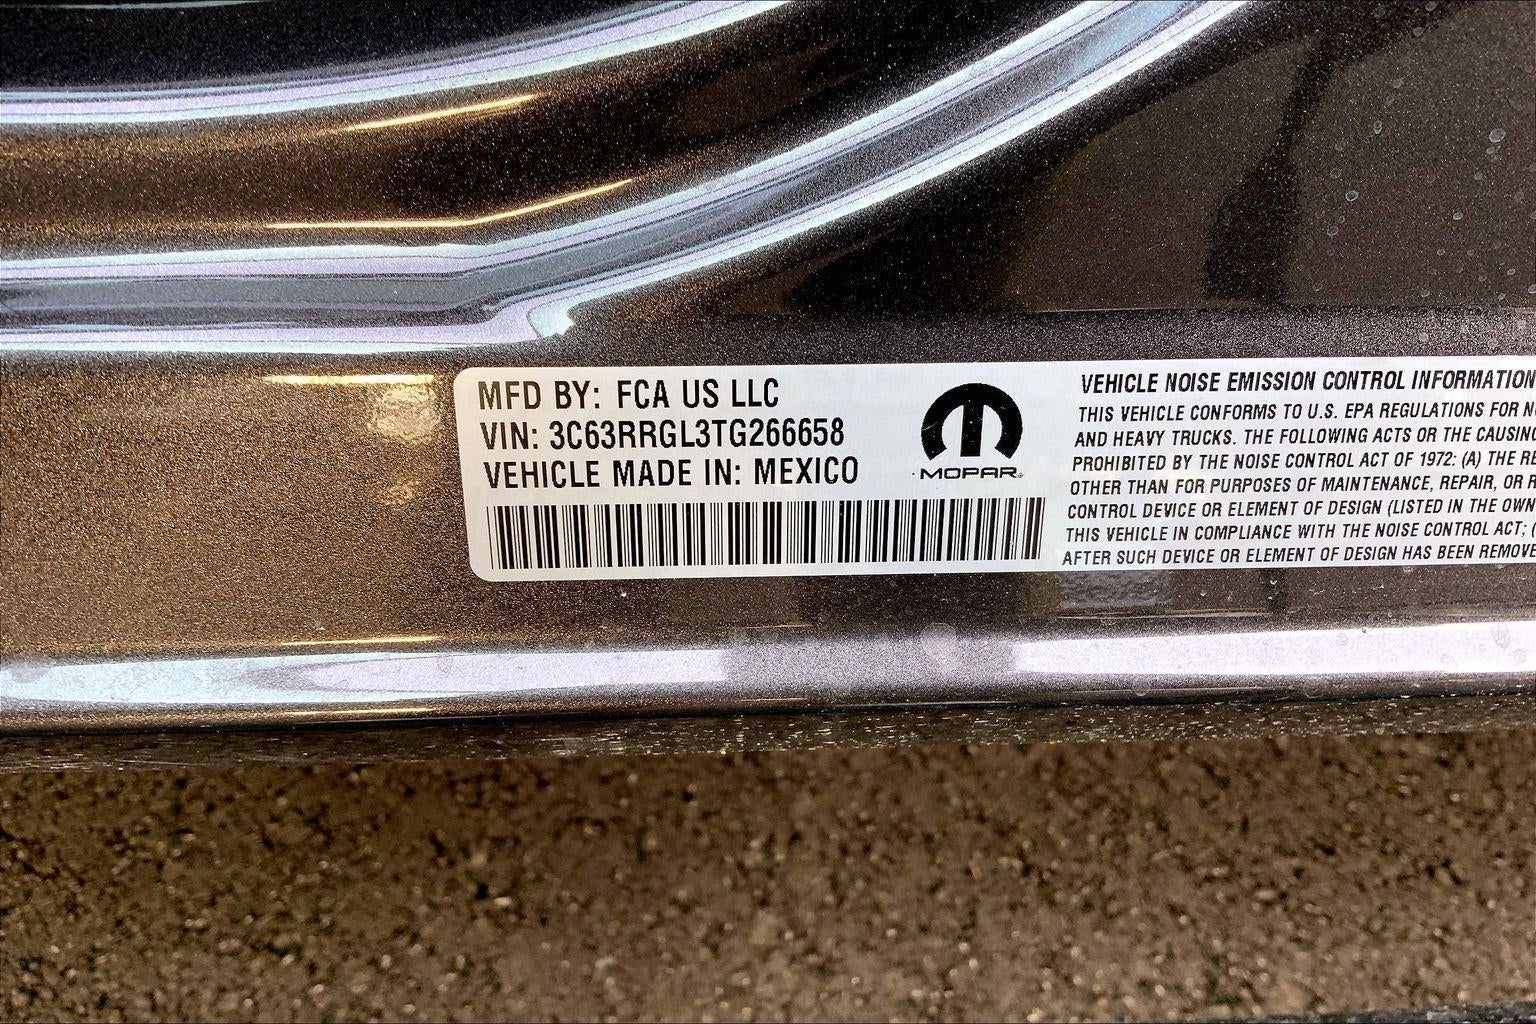 MFD BY: FCA US LLC
VIN: 3C63RRGL3TG266658
VEHICLE MADE IN: MEXICO
MOPAR®
VEHICLE NOISE EMISSION CONTROL INFORMATION
THIS VEHICLE CONFORMS TO U.S. EPA REGULATIONS FOR
AND HEAVY TRUCKS. THE FOLLOWING ACTS OR THE CAUSING
PROHIBITED BY THE NOISE CONTROL ACT OF 1972: (A) THE
OTHER THAN FOR PURPOSES OF MAINTENANCE, REPAIR, OR
CONTROL DEVICE OR ELEMENT OF DESIGN (LISTED IN THE
THIS VEHICLE IN COMPLIANCE WITH THE NOISE CONTROL ACT; (
AFTER SUCH DEVICE OR ELEMENT OF DESIGN HAS BEEN